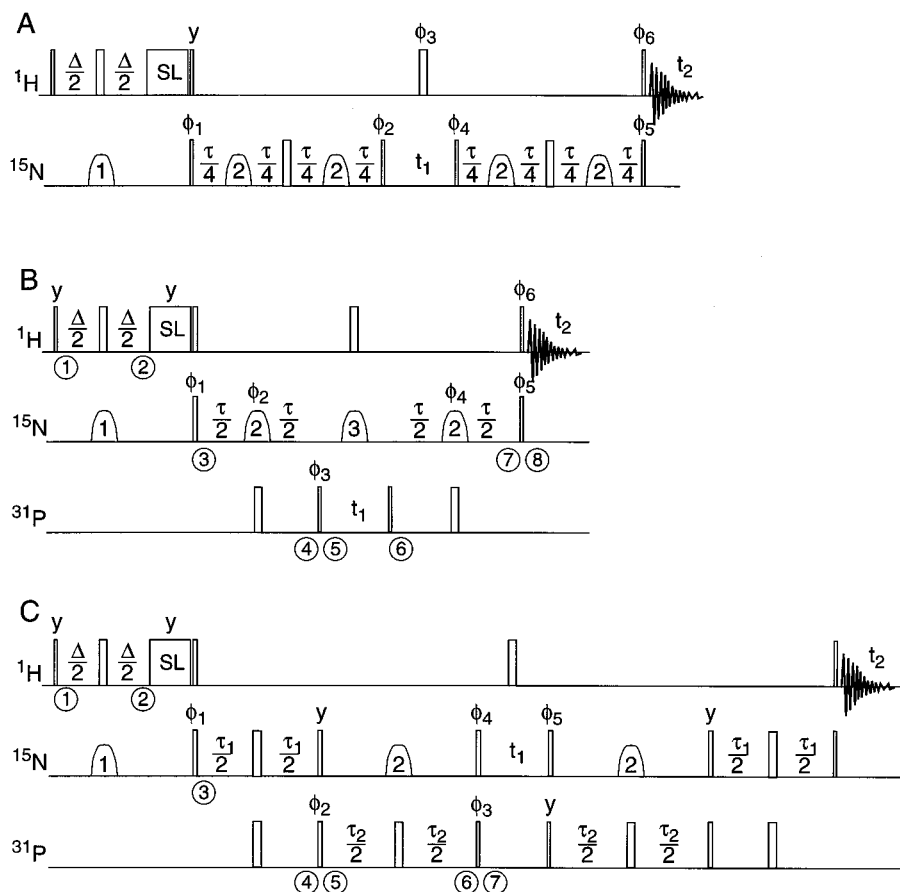 A
y ϕ3 ϕ6
¹H Δ/2 Δ/2 SL t₂
ϕ1 ϕ2 ϕ4 ϕ5
¹⁵N 1 τ/4 2 τ/4 τ/4 2 τ/4 t₁ τ/4 2 τ/4 τ/4 2 τ/4
B
y y ϕ6
¹H Δ/2 Δ/2 SL t₂
① ②
ϕ1 ϕ2 ϕ4 ϕ5
¹⁵N 1 τ/2 2 τ/2 3 τ/2 2 τ/2
③ ⑦ ⑧
ϕ3
³¹P t₁
④ ⑤ ⑥
C
y y
¹H Δ/2 Δ/2 SL t₂
① ②
ϕ1 y ϕ4 ϕ5 y
¹⁵N 1 τ₁/2 τ₁/2 2 t₁ 2 τ₁/2 τ₁/2
③
ϕ2 ϕ3 y
³¹P τ₂/2 τ₂/2 τ₂/2 τ₂/2
④ ⑤ ⑥ ⑦